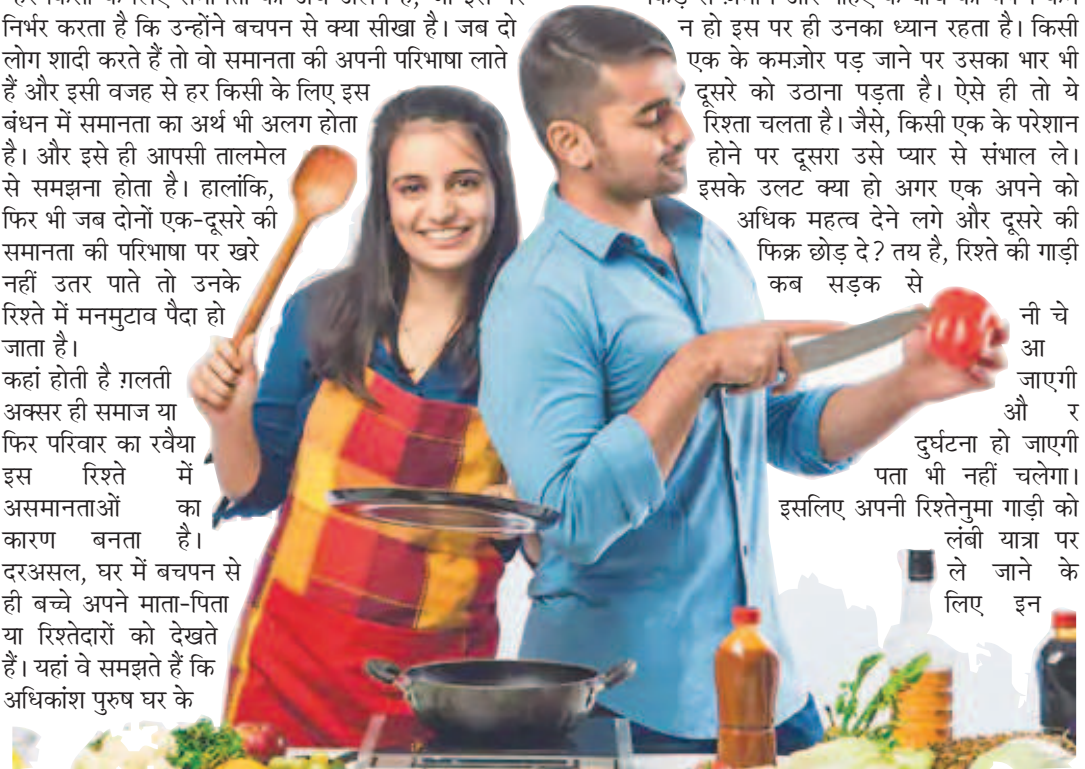 निर्भर करता है कि उन्होंने बचपन से क्या सीखा है। जब दो
लोग शादी करते हैं तो वो समानता की अपनी परिभाषा लाते
हैं और इसी वजह से हर किसी के लिए इस
बंधन में समानता का अर्थ भी अलग होता
है। और इसे ही आपसी तालमेल
से समझना होता है। हालांकि,
फिर भी जब दोनों एक-दूसरे की
समानता की परिभाषा पर खरे
नहीं उतर पाते तो उनके
रिश्ते में मनमुटाव पैदा हो
जाता है।
कहां होती है ग़लती
अक्सर ही समाज या
फिर परिवार का रवैया
इस रिश्ते में
असमानताओं का
कारण बनता है।
दरअसल, घर में बचपन से
ही बच्चे अपने माता-पिता
या रिश्तेदारों को देखते
हैं। यहां वे समझते हैं कि
अधिकांश पुरुष घर के
न हो इस पर ही उनका ध्यान रहता है। किसी
एक के कमज़ोर पड़ जाने पर उसका भार भी
दूसरे को उठाना पड़ता है। ऐसे ही तो ये
रिश्ता चलता है। जैसे, किसी एक के परेशान
होने पर दूसरा उसे प्यार से संभाल ले।
इसके उलट क्या हो अगर एक अपने को
अधिक महत्व देने लगे और दूसरे की
फिक्र छोड़ दे? तय है, रिश्ते की गाड़ी
कब सड़क से
नी चे
आ
जाएगी
औ र
दुर्घटना हो जाएगी
पता भी नहीं चलेगा।
इसलिए अपनी रिश्तेनुमा गाड़ी को
लंबी यात्रा पर
ले जाने के
लिए इन